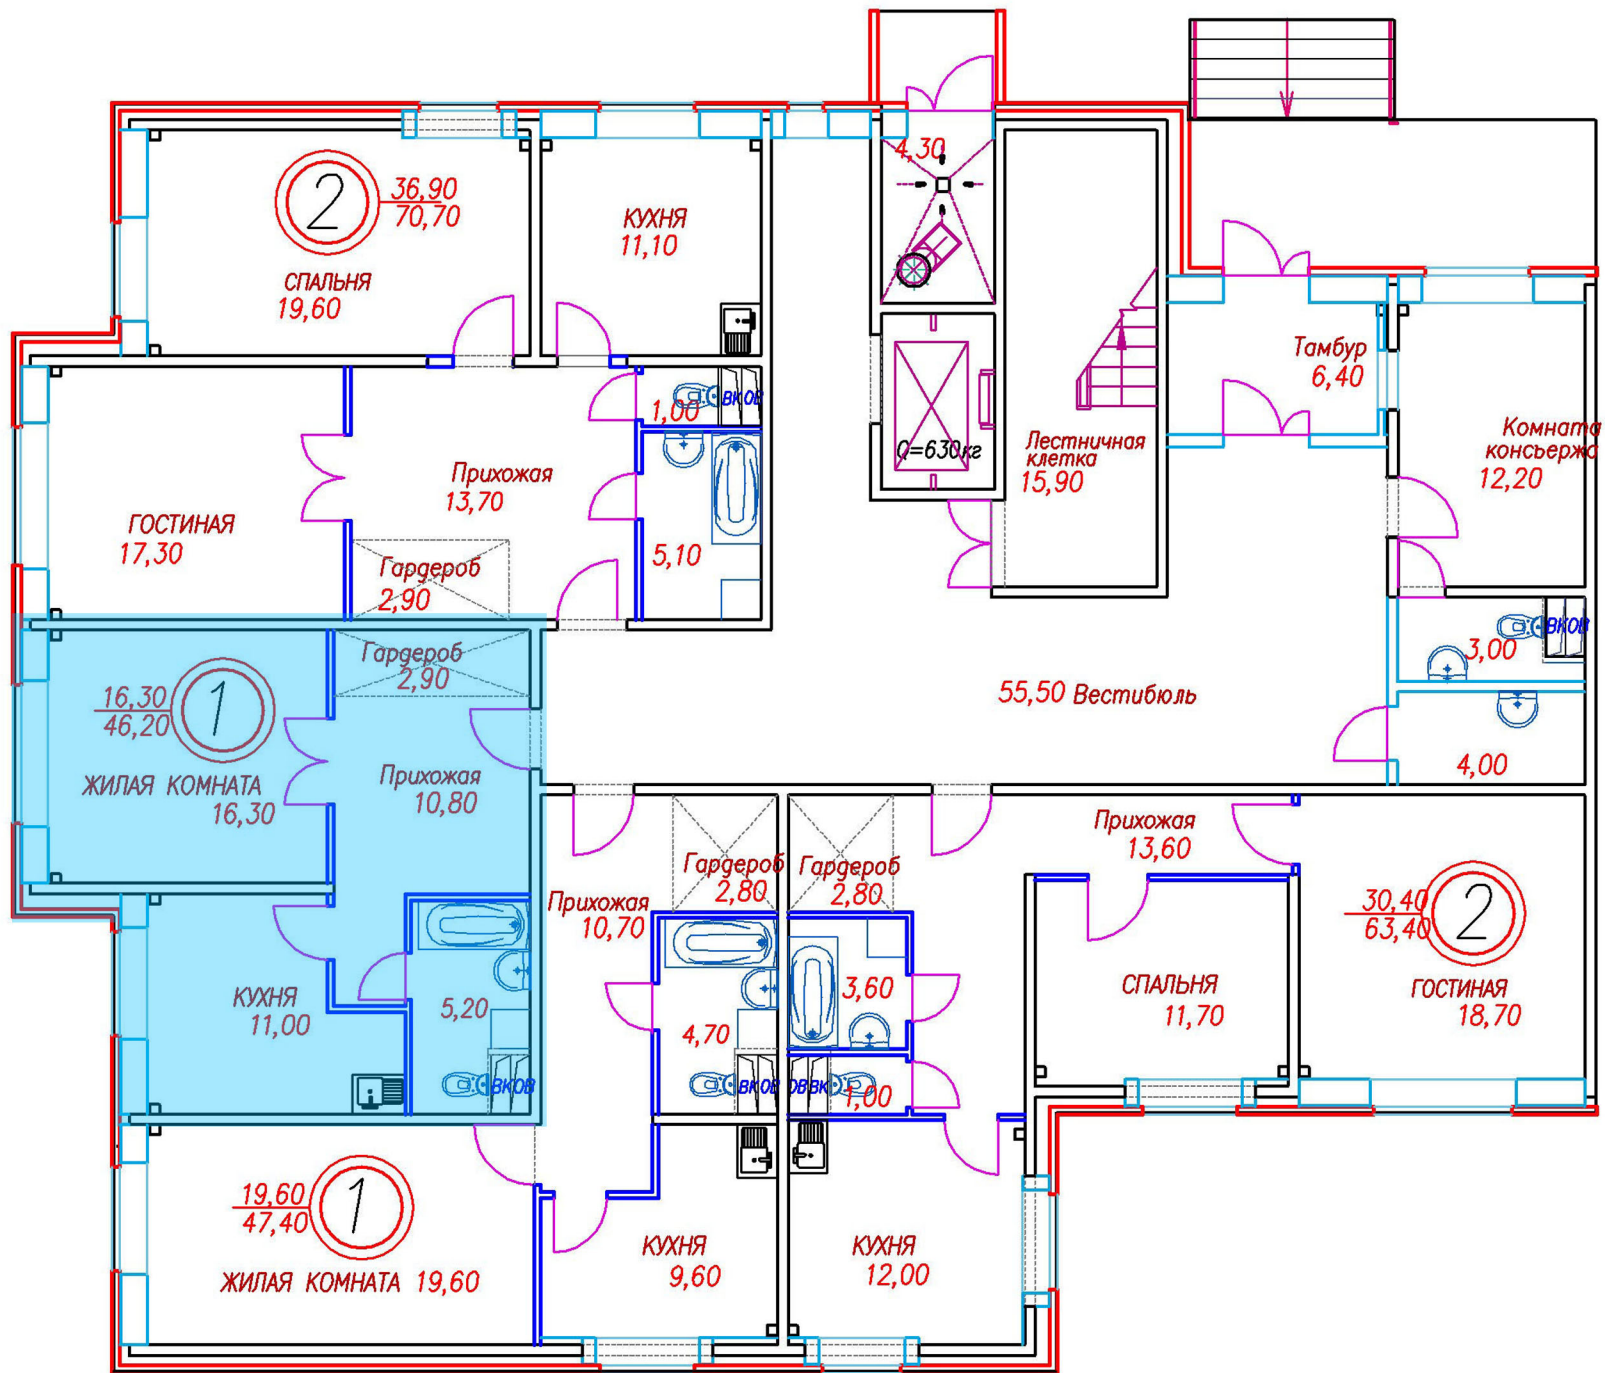 4,30
2
36,90
70,70
СПАЛЬНЯ
19,60
КУХНЯ
11,10
Тамбур
6,40
1,00
ВКОВ
Q=630кг
Лестничная
клетка
15,90
Комната
консьержа
12,20
Прихожая
13,70
ГОСТИНАЯ
17,30
5,10
Гардероб
2,90
Гардероб
2,90
16,30
46,20
1
ЖИЛАЯ КОМНАТА
16,30
Прихожая
10,80
55,50 Вестибюль
3,00
ВКОВ
4,00
Прихожая
13,60
Гардероб
2,80
Гардероб
2,80
Прихожая
10,70
30,40
63,40
2
КУХНЯ
11,00
5,20
ВКОВ
4,70
ВКОВ
3,60
ОВВК
1,00
СПАЛЬНЯ
11,70
ГОСТИНАЯ
18,70
19,60
47,40
1
ЖИЛАЯ КОМНАТА 19,60
КУХНЯ
9,60
КУХНЯ
12,00